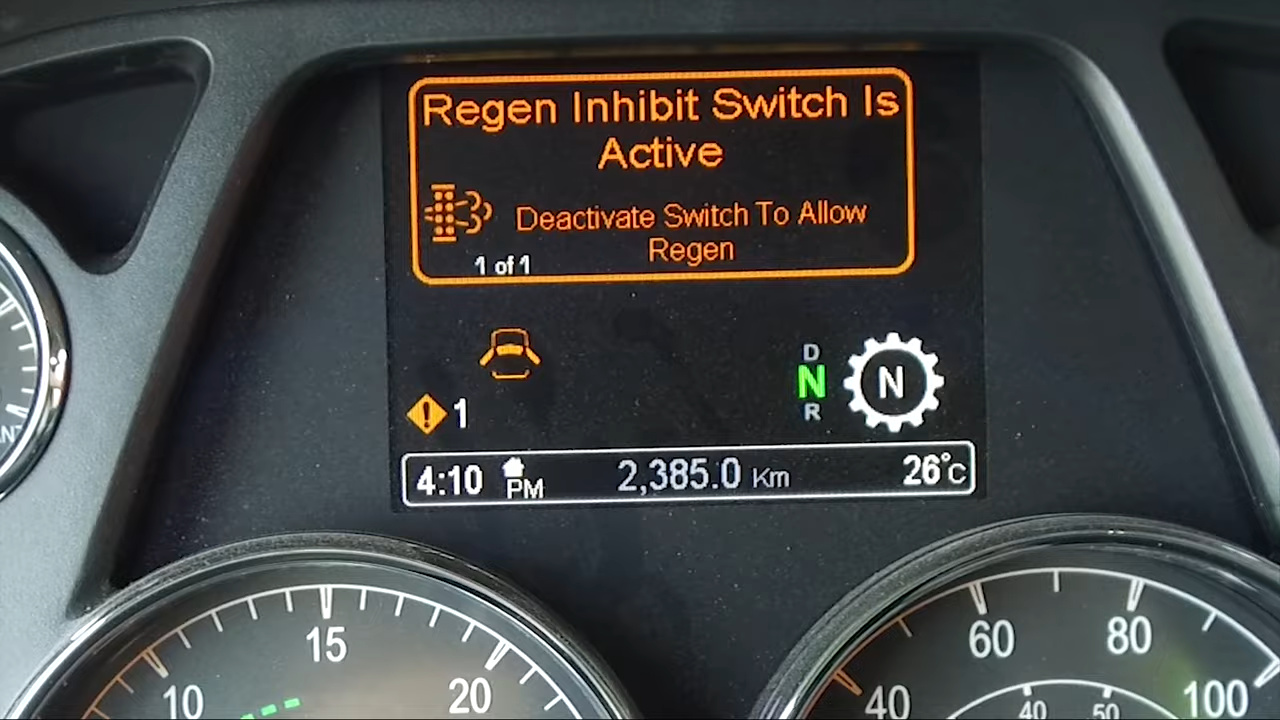 Regen Inhibit Switch Is
Active
Deactivate Switch To Allow
Regen
1 of 1
D
N
R
N
1
4:10 PM 2,385.0 Km 26°C
10 15 20
40 60 80 100
40 50